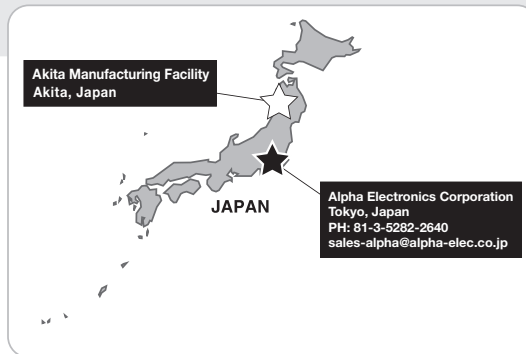 Akita Manufacturing Facility
Akita, Japan
JAPAN
Alpha Electronics Corporation
Tokyo, Japan
PH: 81-3-5282-2640
sales-alpha@alpha-elec.co.jp